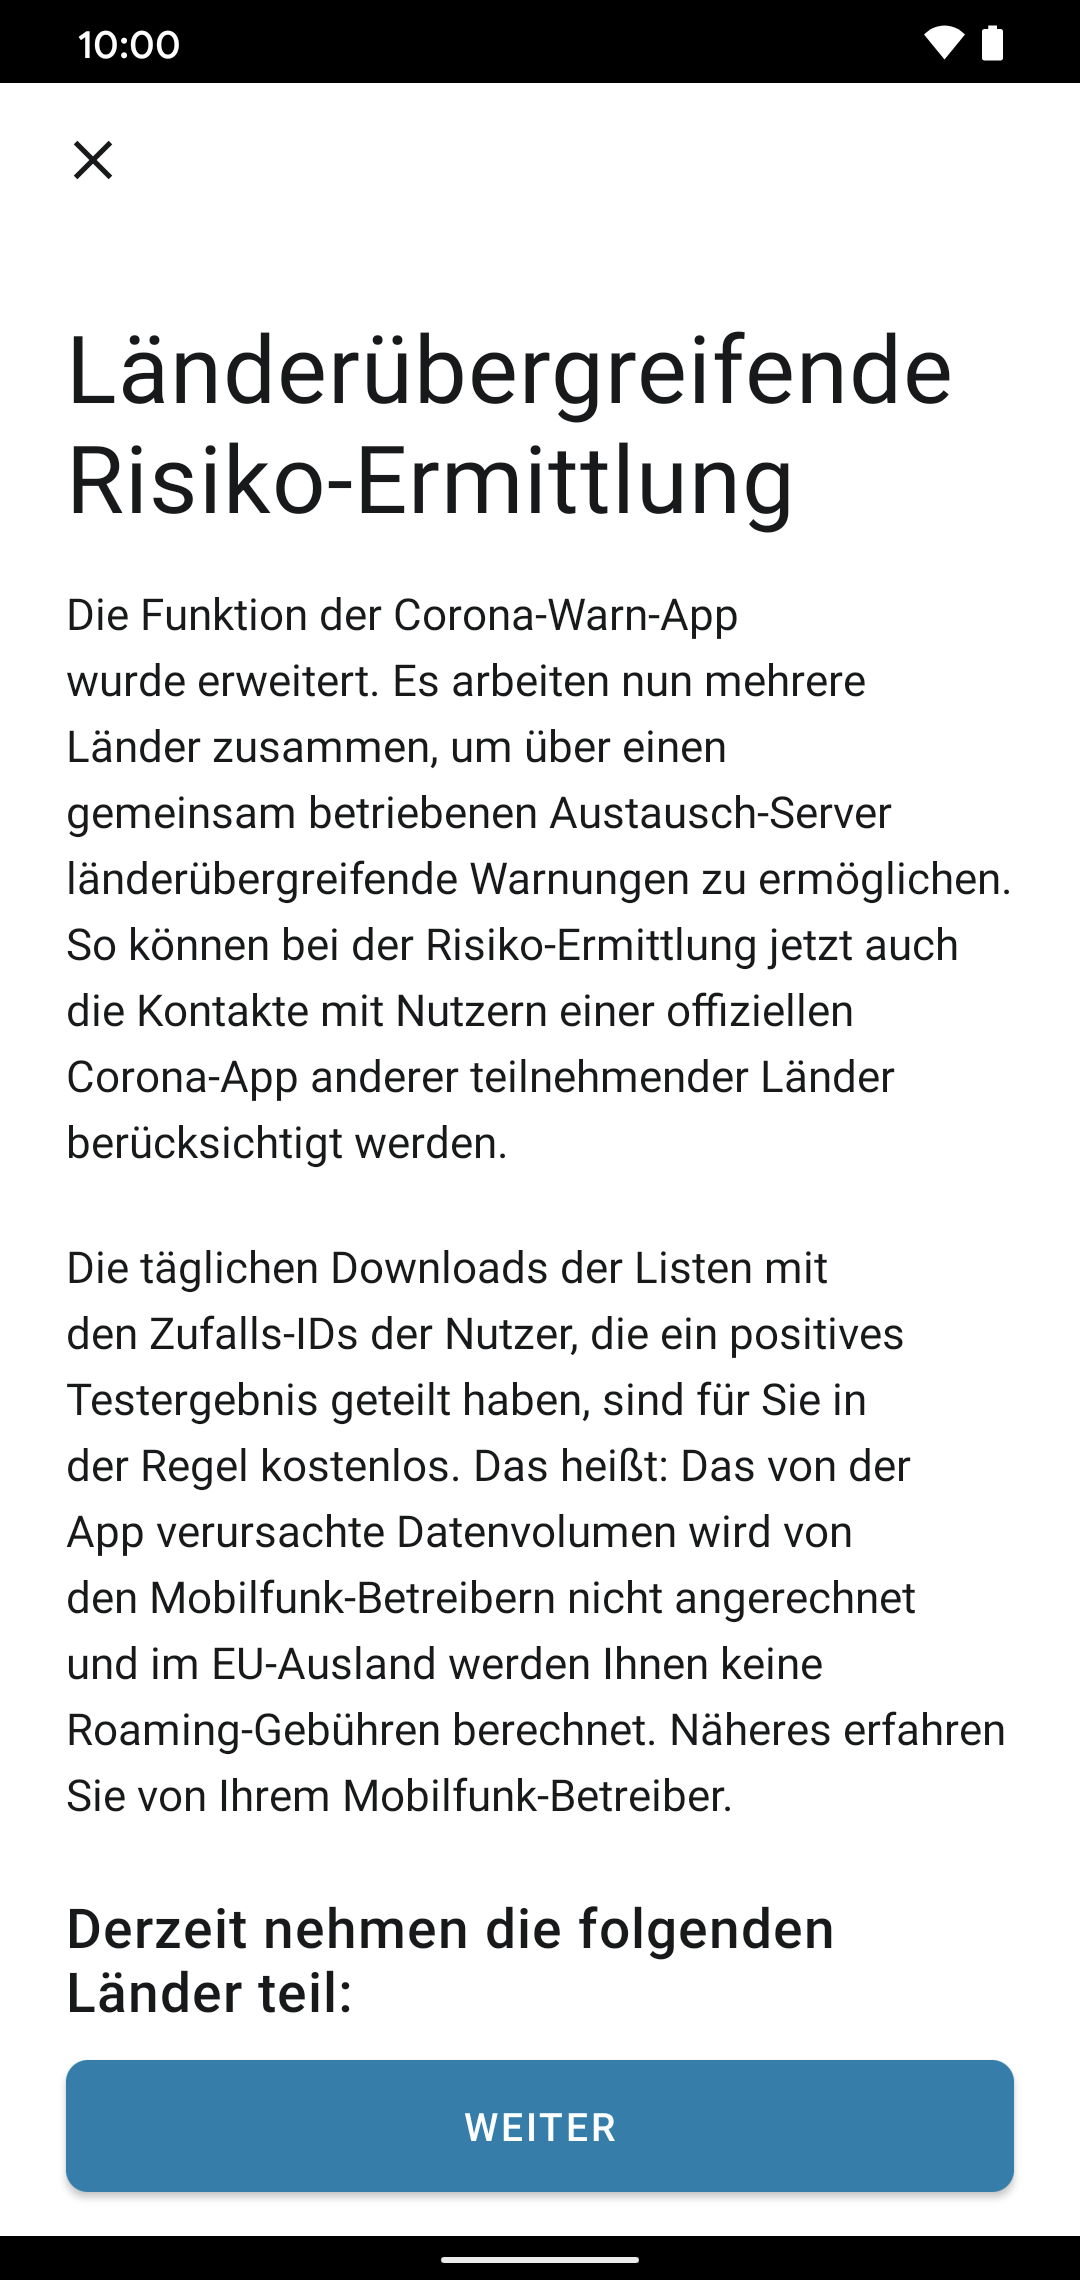 10:00
Länderübergreifende
Risiko-Ermittlung
Die Funktion der Corona-Warn-App
wurde erweitert. Es arbeiten nun mehrere
Länder zusammen, um über einen
gemeinsam betriebenen Austausch-Server
länderübergreifende Warnungen zu ermöglichen.
So können bei der Risiko-Ermittlung jetzt auch
die Kontakte mit Nutzern einer offiziellen
Corona-App anderer teilnehmender Länder
berücksichtigt werden.
Die täglichen Downloads der Listen mit
den Zufalls-IDs der Nutzer, die ein positives
Testergebnis geteilt haben, sind für Sie in
der Regel kostenlos. Das heißt: Das von der
App verursachte Datenvolumen wird von
den Mobilfunk-Betreibern nicht angerechnet
und im EU-Ausland werden Ihnen keine
Roaming-Gebühren berechnet. Näheres erfahren
Sie von Ihrem Mobilfunk-Betreiber.
Derzeit nehmen die folgenden
Länder teil:
WEITER